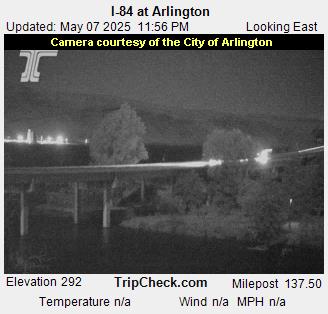 I-84 at Arlington
Updated: May 07 2025 11:56 PM Looking East
Camera courtesy of the City of Arlington
Elevation 292 TripCheck.com Milepost 137.50
Temperature n/a Wind n/a MPH n/a